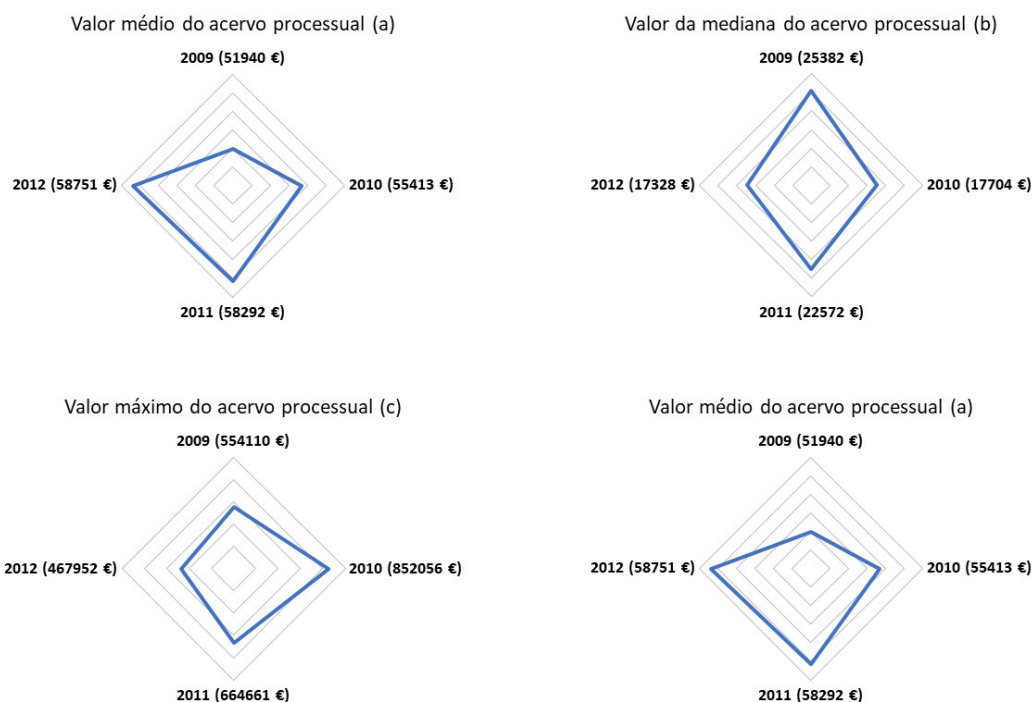 Valor médio do acervo processual (a)
2009 (51940 €)
2012 (58751 €)
2010 (55413 €)
2011 (58292 €)
Valor da mediana do acervo processual (b)
2009 (25382 €)
2012 (17328 €)
2010 (17704 €)
2011 (22572 €)
Valor máximo do acervo processual (c)
2009 (554110 €)
2012 (467952 €)
2010 (852056 €)
2011 (664661 €)
Valor médio do acervo processual (a)
2009 (51940 €)
2012 (58751 €)
2010 (55413 €)
2011 (58292 €)